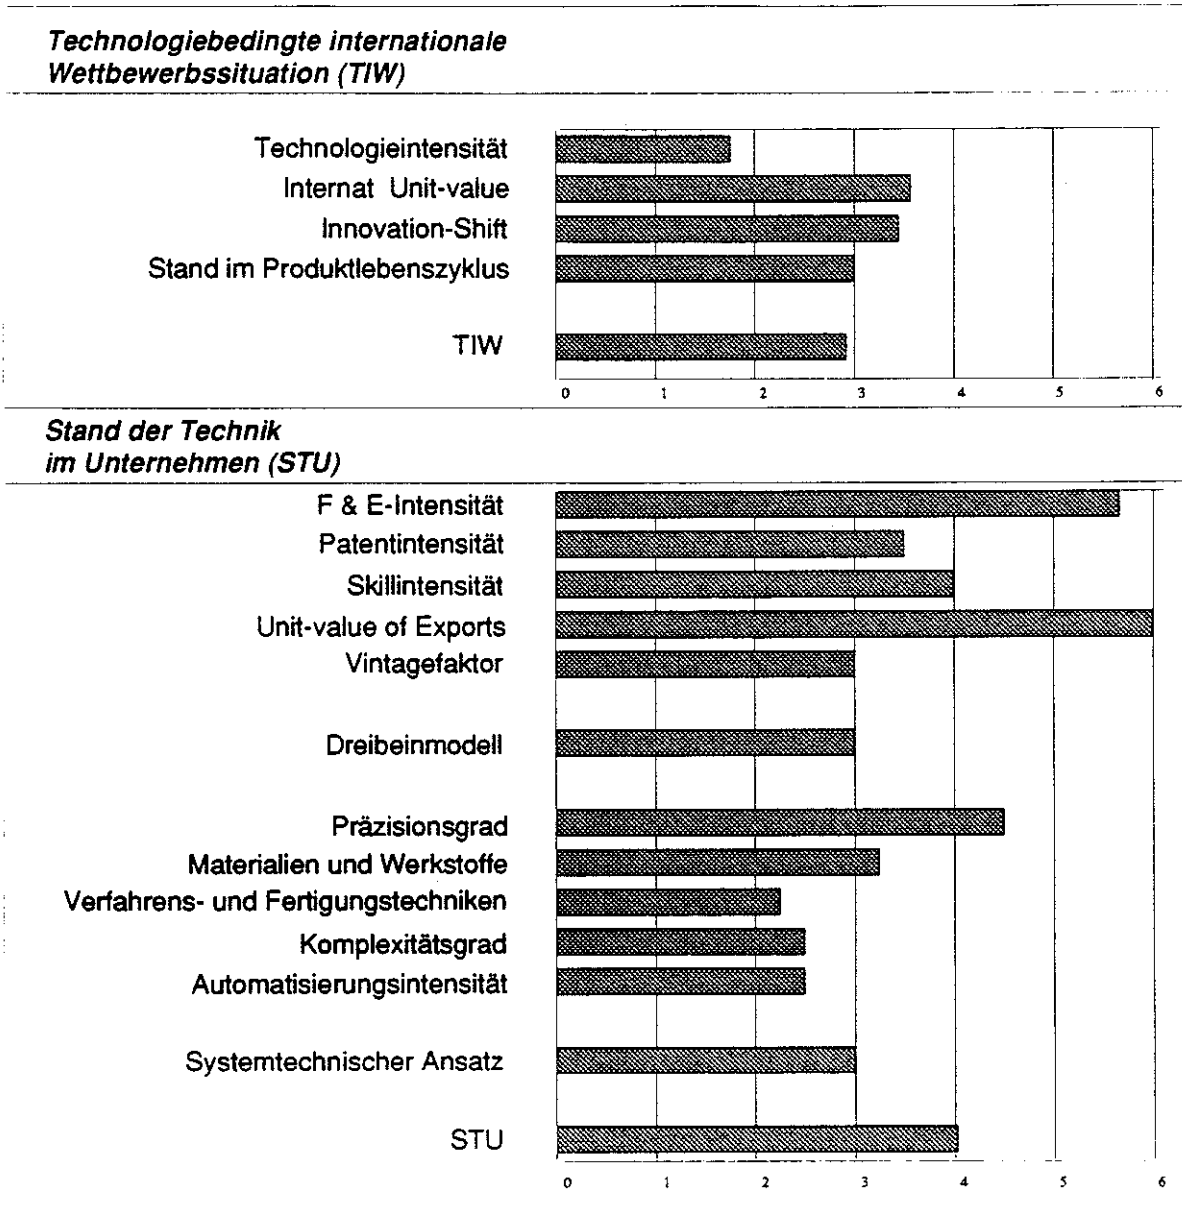 Technologiebedingte internationale
Wettbewerbssituation (TIW)
Technologieintensität
Internat Unit-value
Innovation-Shift
Stand im Produktlebenszyklus
TIW
0 1 2 3 4 5 6
Stand der Technik
im Unternehmen (STU)
F & E-Intensität
Patentintensität
Skillintensität
Unit-value of Exports
Vintagefaktor
Dreibeinmodell
Präzisionsgrad
Materialien und Werkstoffe
Verfahrens- und Fertigungstechniken
Komplexitätsgrad
Automatisierungsintensität
Systemtechnischer Ansatz
STU
0 1 2 3 4 5 6